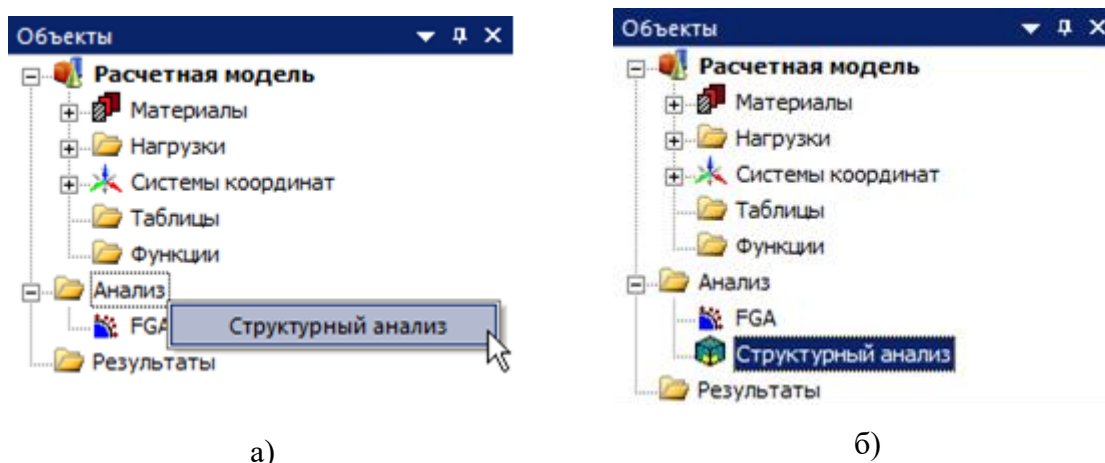 Объекты
Расчетная модель
Материалы
Нагрузки
Системы координат
Таблицы
Функции
Анализ
FGA
Структурный анализ
Результаты
а)
Объекты
Расчетная модель
Материалы
Нагрузки
Системы координат
Таблицы
Функции
Анализ
FGA
Структурный анализ
Результаты
б)